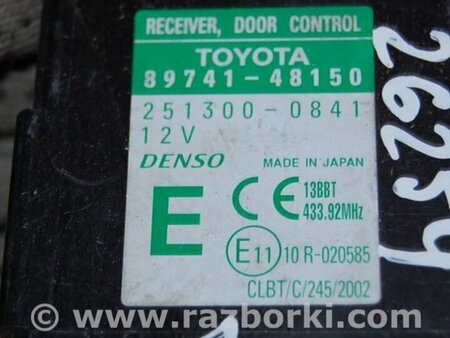 RECEIVER, DOOR CONTROL
TOYOTA
89741-48150
251300-0841
12V
DENSO MADE IN JAPAN
E CE 13BBT
433.92MHz
E11 10 R-020585
CLBT/C/245/2002
26259
© www.razborki.com